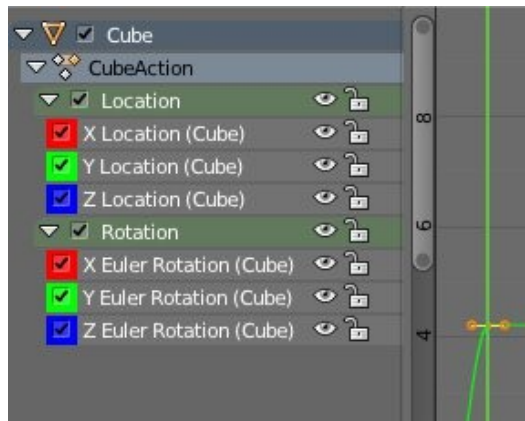 Cube
CubeAction
Location
X Location (Cube)
Y Location (Cube)
Z Location (Cube)
Rotation
X Euler Rotation (Cube)
Y Euler Rotation (Cube)
Z Euler Rotation (Cube)
8
6
4